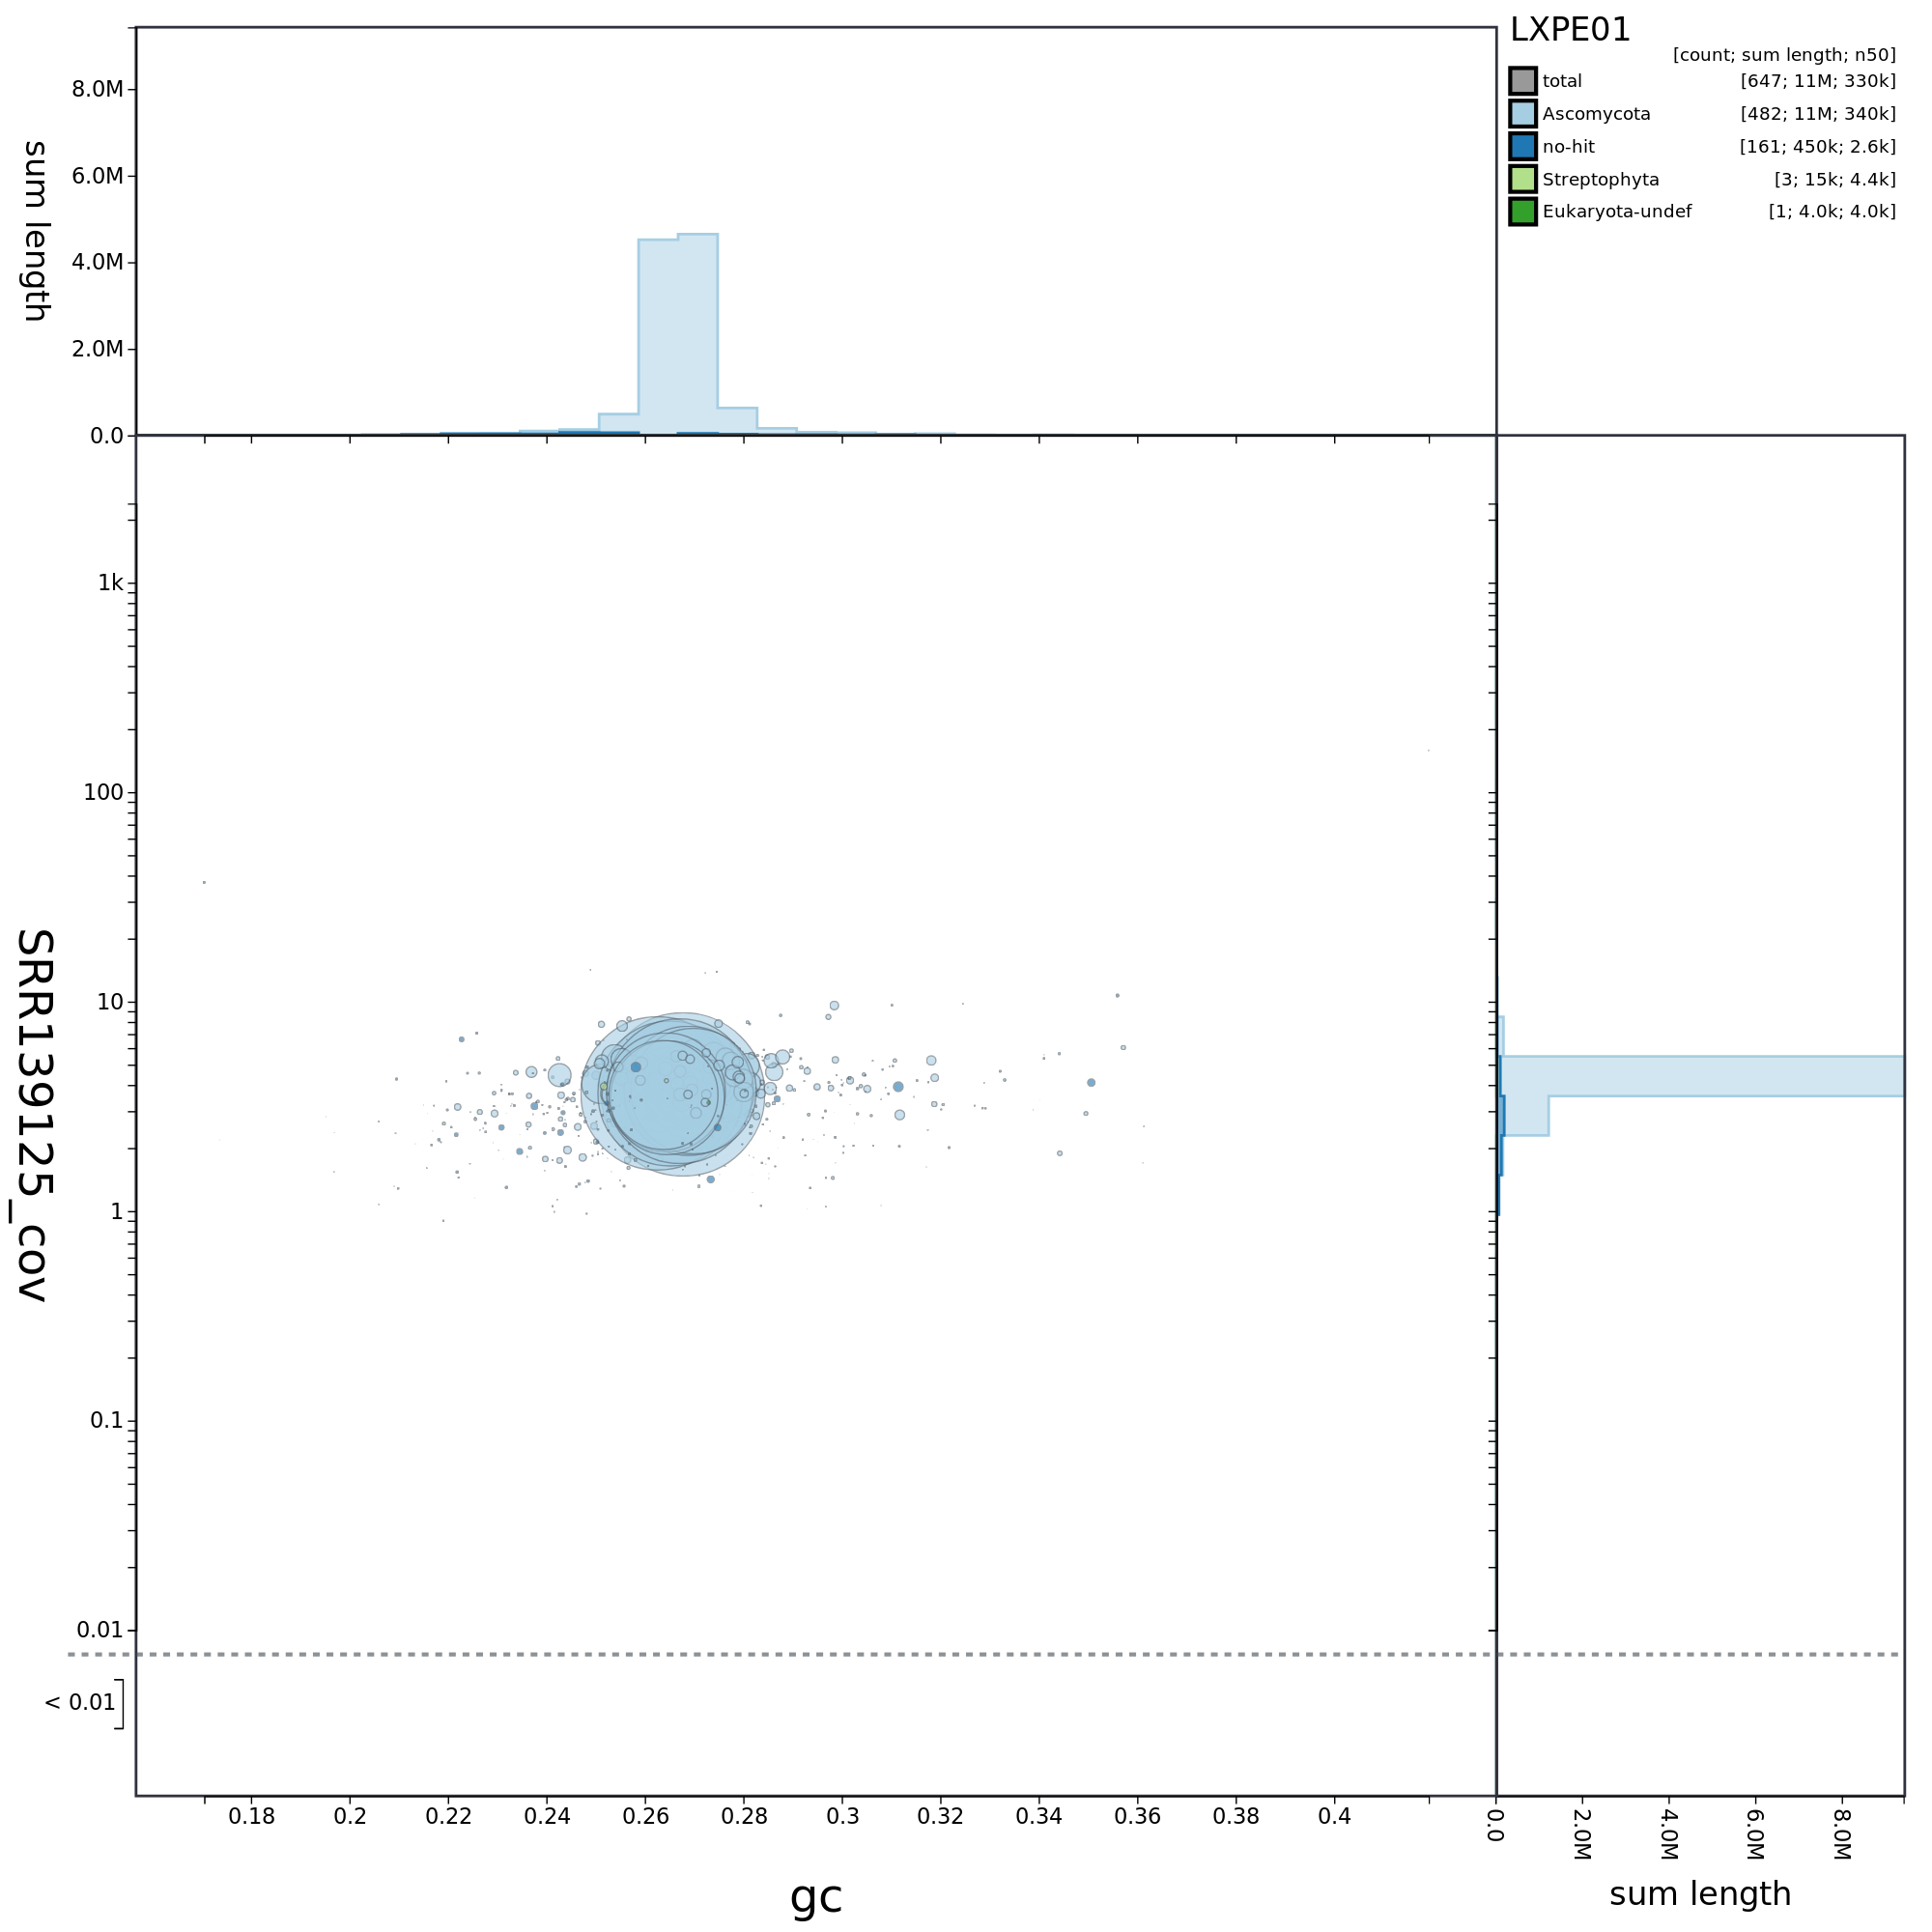 LXPE01
[count; sum length; n50]
total [647; 11M; 330k]
Ascomycota [482; 11M; 340k]
no-hit [161; 450k; 2.6k]
Streptophyta [3; 15k; 4.4k]
Eukaryota-undef [1; 4.0k; 4.0k]
sum length
8.0M
6.0M
4.0M
2.0M
0.0
SRR139125_cov
1k
100
10
1
0.1
0.01
< 0.01
0.18 0.2 0.22 0.24 0.26 0.28 0.3 0.32 0.34 0.36 0.38 0.4
gc
0.0 2.0M 4.0M 6.0M 8.0M
sum length